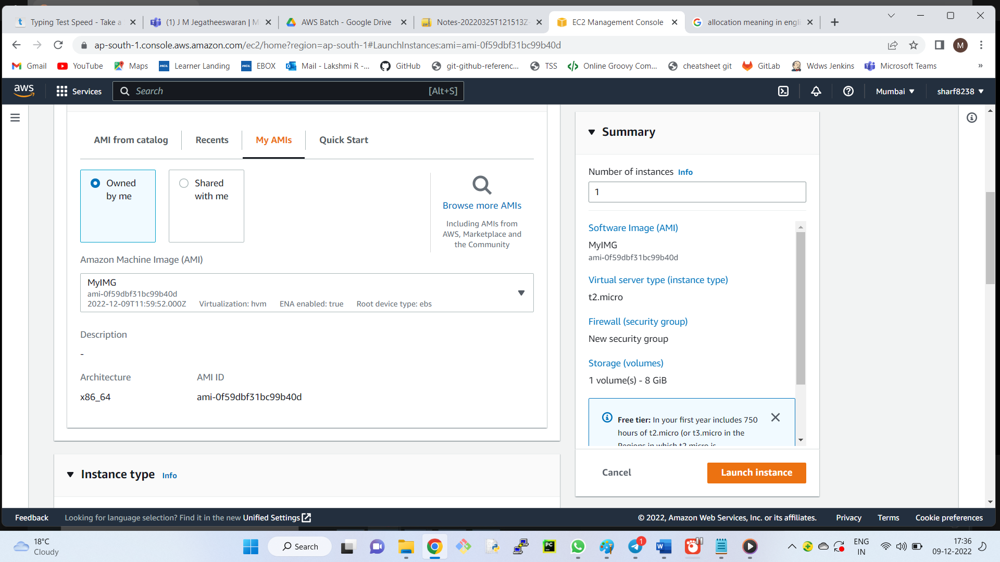 Typing Test Speed - Take a
(1) J M Jegatheeswaran | M
AWS Batch - Google Drive
Notes-20220325T121513Z-
EC2 Management Console
allocation meaning in engli
ap-south-1.console.aws.amazon.com/ec2/home?region=ap-south-1#LaunchInstances:ami=ami-0f59dbf31bc99b40d
M
Gmail
YouTube
Maps
HCL
Learner Landing
HCL
EBOX
Mail - Lakshmi R -...
GitHub
git-github-referenc...
TSS
Online Groovy Com...
cheatsheet git
GitLab
Wdws Jenkins
Microsoft Teams
»
aws
Services
Search
[Alt+S]
Mumbai
sharf8238
AMI from catalog
Recents
My AMIs
Quick Start
Owned
by me
Shared
with me
Browse more AMIs
Including AMIs from
AWS, Marketplace and
the Community
Amazon Machine Image (AMI)
MyIMG
ami-0f59dbf31bc99b40d
2022-12-09T11:59:52.000Z Virtualization: hvm ENA enabled: true Root device type: ebs
Description
-
Architecture
AMI ID
x86_64
ami-0f59dbf31bc99b40d
Instance type Info
Summary
Number of instances Info
1
Software Image (AMI)
MyIMG
ami-0f59dbf31bc99b40d
Virtual server type (instance type)
t2.micro
Firewall (security group)
New security group
Storage (volumes)
1 volume(s) - 8 GiB
Free tier: In your first year includes 750
hours of t2.micro (or t3.micro in the
Regions in which t2.micro is
Cancel
Launch instance
Feedback
Looking for language selection? Find it in the new Unified Settings
© 2022, Amazon Web Services, Inc. or its affiliates.
Privacy
Terms
Cookie preferences
18°C
Cloudy
Search
PC
1
W
ENG
IN
17:36
09-12-2022